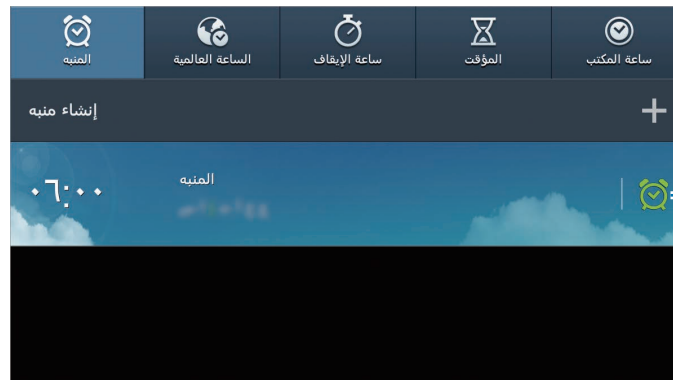 المنبه
الساعة العالمية
ساعة الإيقاف
المؤقت
ساعة المكتب
إنشاء منبه
٠٦:٠٠
المنبه